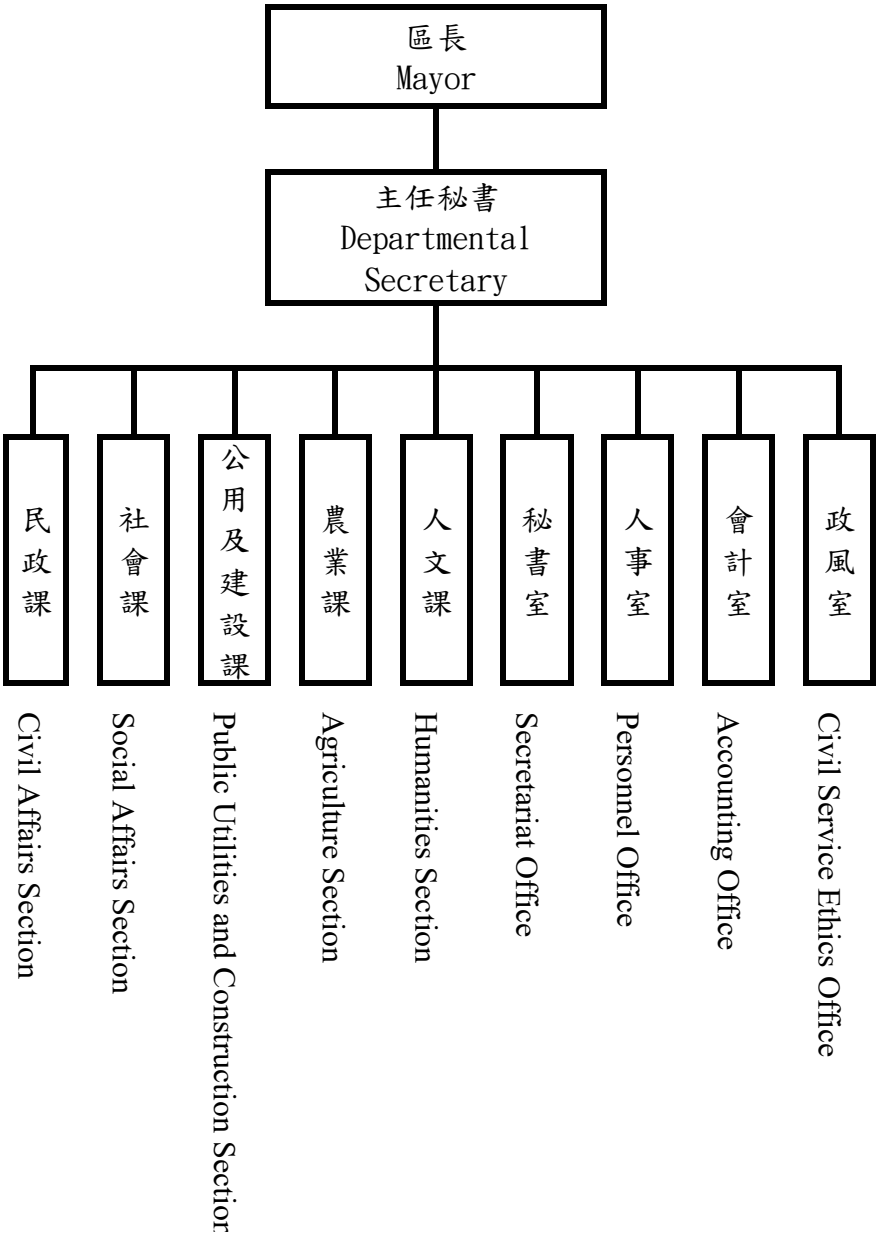 區長
Mayor
主任秘書
Departmental
Secretary
民政課
社會課
公用及建設課
農業課
人文課
秘書室
人事室
會計室
政風室
Civil Affairs Section
Social Affairs Section
Public Utilities and Construction Section
Agriculture Section
Humanities Section
Secretariat Office
Personnel Office
Accounting Office
Civil Service Ethics Office